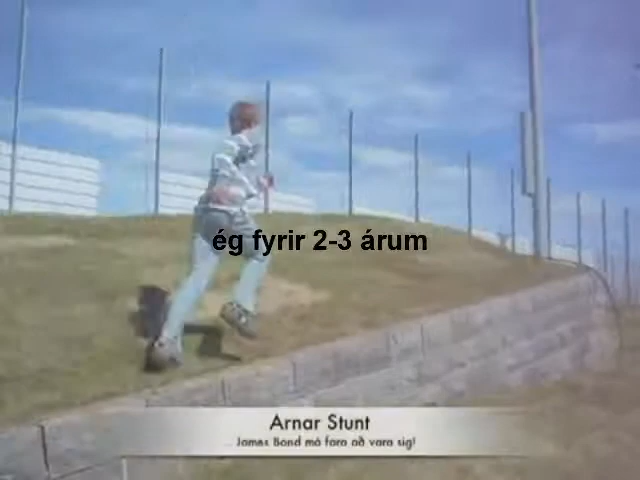 ég fyrir 2-3 árum
Arnar Stunt
... James Bond má fara að vara sig!